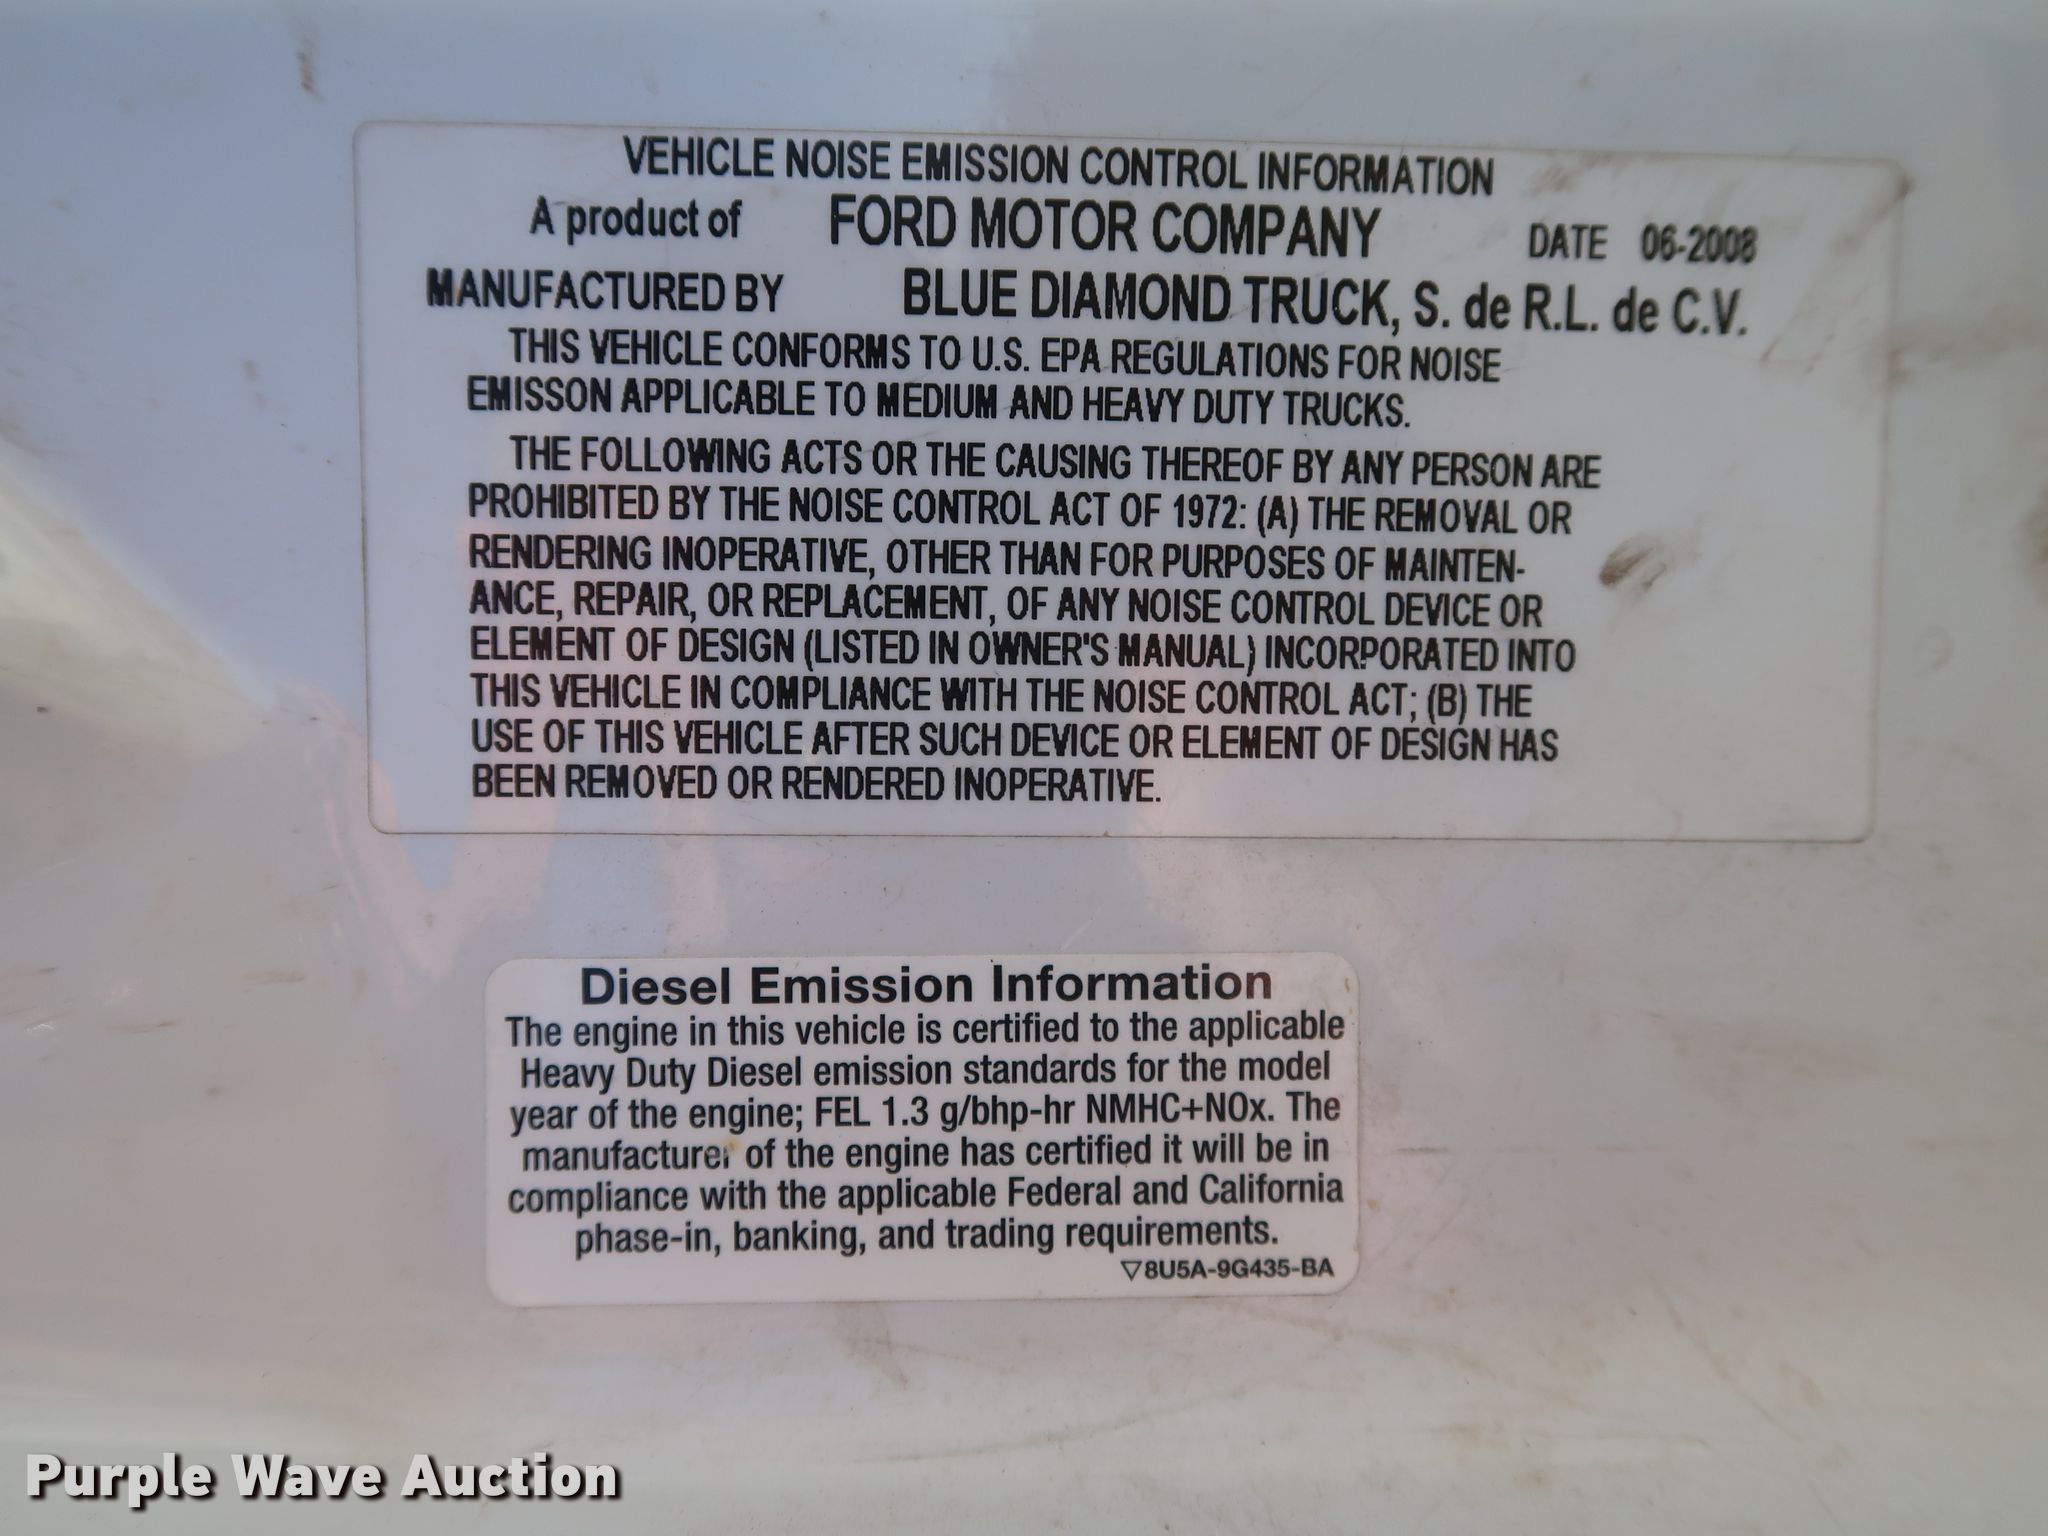 VEHICLE NOISE EMISSION CONTROL INFORMATION
A product of FORD MOTOR COMPANY DATE 06-2008
MANUFACTURED BY BLUE DIAMOND TRUCK, S. de R.L. de C.V.
THIS VEHICLE CONFORMS TO U.S. EPA REGULATIONS FOR NOISE
EMISSON APPLICABLE TO MEDIUM AND HEAVY DUTY TRUCKS.
THE FOLLOWING ACTS OR THE CAUSING THEREOF BY ANY PERSON ARE
PROHIBITED BY THE NOISE CONTROL ACT OF 1972: (A) THE REMOVAL OR
RENDERING INOPERATIVE, OTHER THAN FOR PURPOSES OF MAINTEN-
ANCE, REPAIR, OR REPLACEMENT, OF ANY NOISE CONTROL DEVICE OR
ELEMENT OF DESIGN (LISTED IN OWNER'S MANUAL) INCORPORATED INTO
THIS VEHICLE IN COMPLIANCE WITH THE NOISE CONTROL ACT; (B) THE
USE OF THIS VEHICLE AFTER SUCH DEVICE OR ELEMENT OF DESIGN HAS
BEEN REMOVED OR RENDERED INOPERATIVE.
Diesel Emission Information
The engine in this vehicle is certified to the applicable
Heavy Duty Diesel emission standards for the model
year of the engine; FEL 1.3 g/bhp-hr NMHC+NOx. The
manufacturer of the engine has certified it will be in
compliance with the applicable Federal and California
phase-in, banking, and trading requirements.
▽8U5A-9G435-BA
Purple Wave Auction